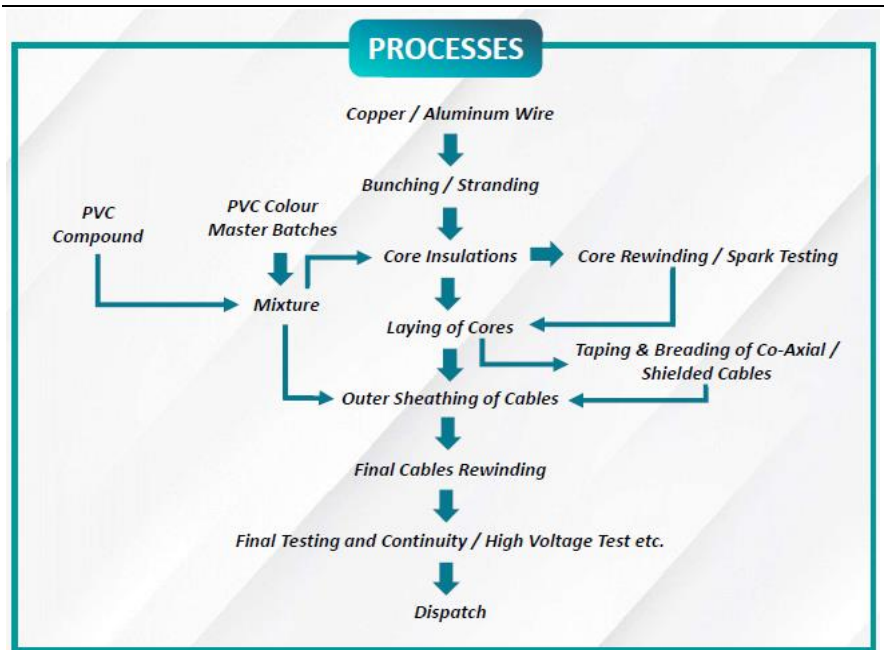 PROCESSES
Copper / Aluminum Wire
Bunching / Stranding
PVC
Compound
PVC Colour
Master Batches
Core Insulations
Core Rewinding / Spark Testing
Mixture
Laying of Cores
Taping & Breading of Co-Axial /
Shielded Cables
Outer Sheathing of Cables
Final Cables Rewinding
Final Testing and Continuity / High Voltage Test etc.
Dispatch